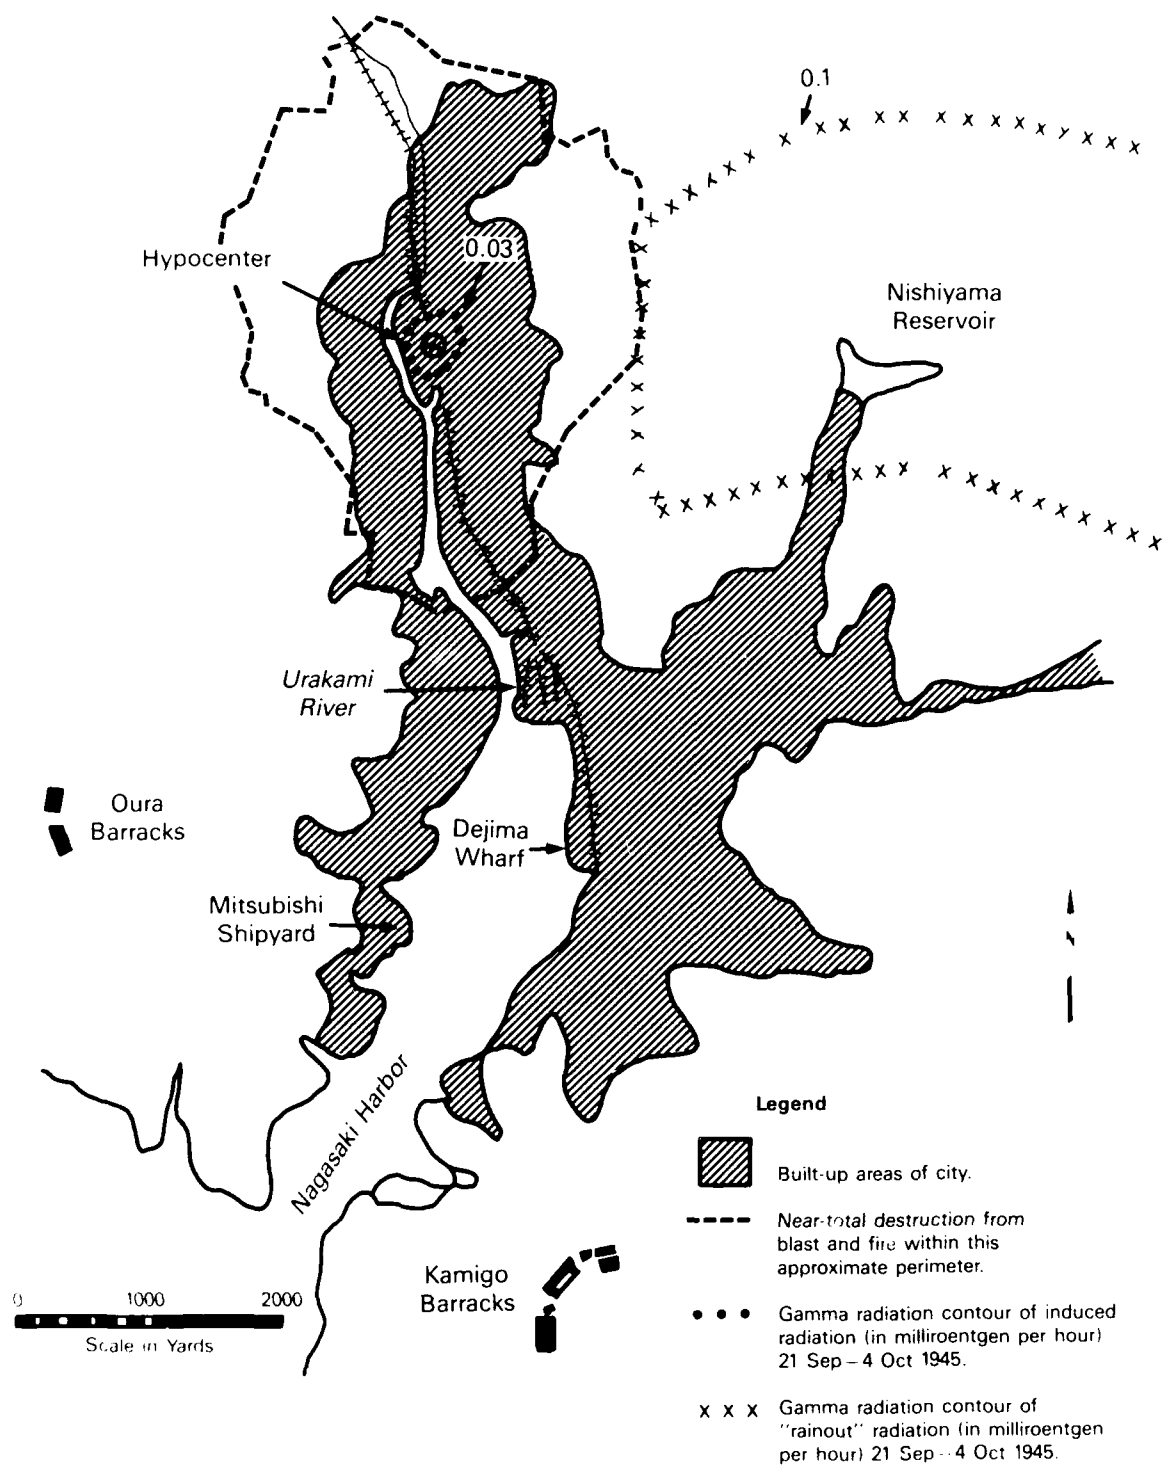 0.1
Hypocenter
0.03
Nishiyama
Reservoir
Urakami
River
Oura
Barracks
Dejima
Wharf
Mitsubishi
Shipyard
Nagasaki Harbor
Kamigo
Barracks
0 1000 2000
Scale in Yards
Legend
Built-up areas of city.
Near-total destruction from
blast and fire within this
approximate perimeter.
Gamma radiation contour of induced
radiation (in milliroentgen per hour)
21 Sep – 4 Oct 1945.
x x x Gamma radiation contour of
"rainout" radiation (in milliroentgen
per hour) 21 Sep - 4 Oct 1945.